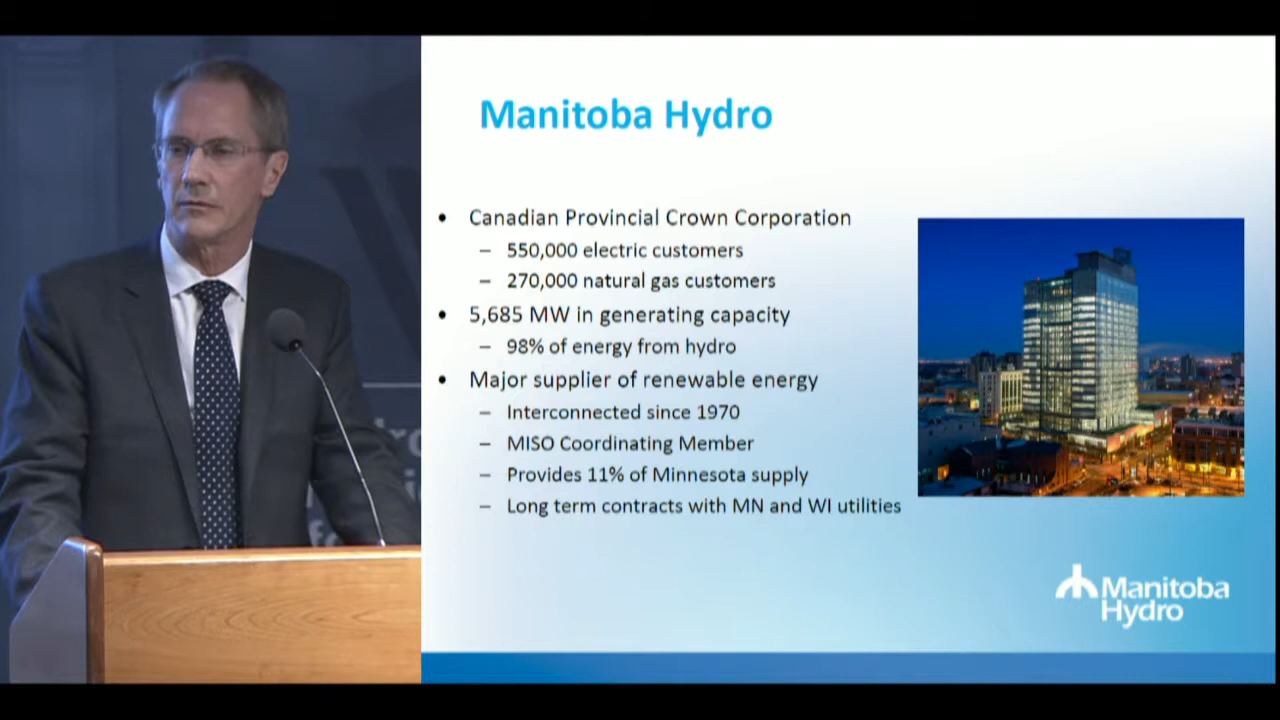 Manitoba Hydro
• Canadian Provincial Crown Corporation
– 550,000 electric customers
– 270,000 natural gas customers
• 5,685 MW in generating capacity
– 98% of energy from hydro
• Major supplier of renewable energy
– Interconnected since 1970
– MISO Coordinating Member
– Provides 11% of Minnesota supply
– Long term contracts with MN and WI utilities
Manitoba
Hydro